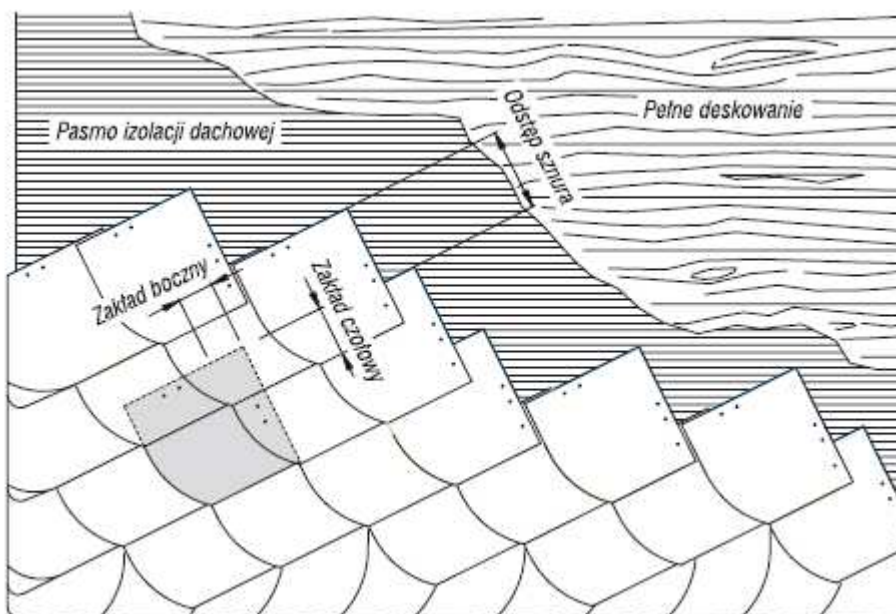 Pasmo izolacji dachowej
Pełne deskowanie
Odstęp sznura
Zakład boczny
Zakład czołowy